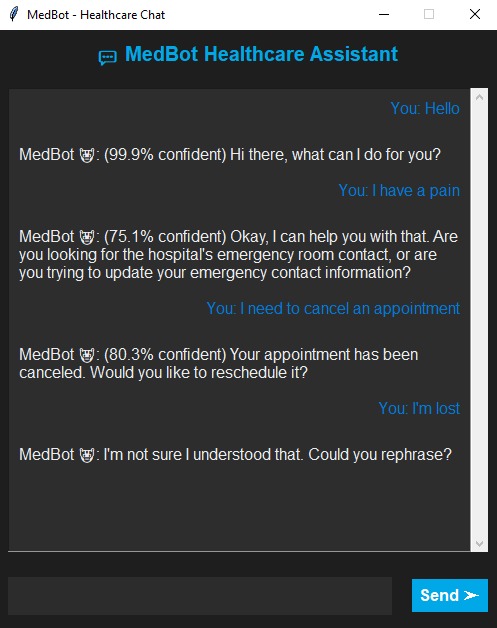 MedBot - Healthcare Chat
MedBot Healthcare Assistant
You: Hello
MedBot : (99.9% confident) Hi there, what can I do for you?
You: I have a pain
MedBot : (75.1% confident) Okay, I can help you with that. Are
you looking for the hospital's emergency room contact, or are
you trying to update your emergency contact information?
You: I need to cancel an appointment
MedBot : (80.3% confident) Your appointment has been
canceled. Would you like to reschedule it?
You: I'm lost
MedBot : I'm not sure I understood that. Could you rephrase?
Send